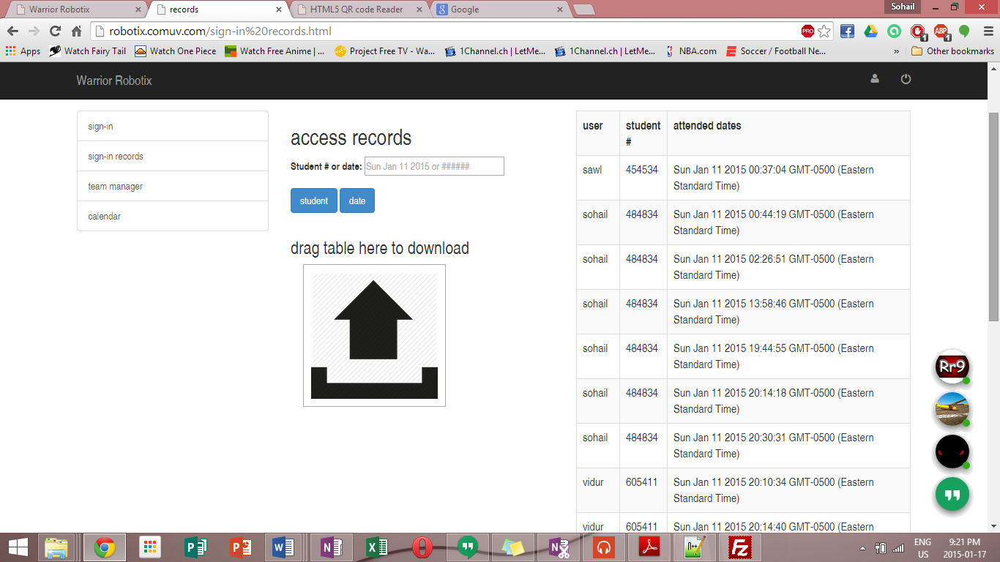 Warrior Robotix
records
HTML5 QR code Reader
Google
Sohail
robotix.comuv.com/sign-in%20records.html
PRO
1
ABP
1
Apps
Watch Fairy Tail
Watch One Piece
Watch Free Anime | ...
Project Free TV - Wa...
1Channel.ch | LetMe...
1Channel.ch | LetMe...
NBA.com
Soccer / Football Ne...
»
Other bookmarks
Warrior Robotix
sign-in
sign-in records
team manager
calendar
access records
Student # or date: Sun Jan 11 2015 or ######
student date
drag table here to download
user student # attended dates
sawl 454534 Sun Jan 11 2015 00:37:04 GMT-0500 (Eastern
Standard Time)
sohail 484834 Sun Jan 11 2015 00:44:19 GMT-0500 (Eastern
Standard Time)
sohail 484834 Sun Jan 11 2015 02:26:51 GMT-0500 (Eastern
Standard Time)
sohail 484834 Sun Jan 11 2015 13:58:46 GMT-0500 (Eastern
Standard Time)
sohail 484834 Sun Jan 11 2015 19:44:55 GMT-0500 (Eastern
Standard Time)
sohail 484834 Sun Jan 11 2015 20:14:18 GMT-0500 (Eastern
Standard Time)
sohail 484834 Sun Jan 11 2015 20:30:31 GMT-0500 (Eastern
Standard Time)
vidur 605411 Sun Jan 11 2015 20:10:34 GMT-0500 (Eastern
Standard Time)
vidur 605411 Sun Jan 11 2015 20:14:40 GMT-0500 (Eastern
Rr9
ENG
US
9:21 PM
2015-01-17